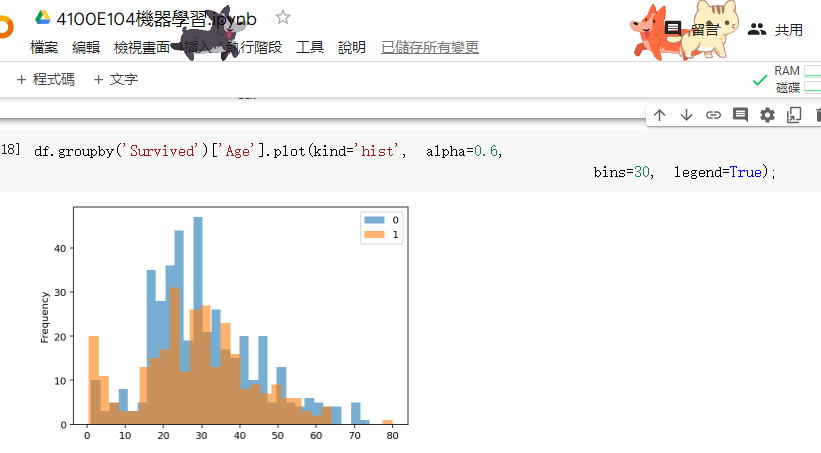 4100E104機器學習.ipynb
留言 共用
檔案 編輯 檢視畫面 插入 執行階段 工具 說明 已儲存所有變更
+ 程式碼 + 文字
RAM
磁碟
18] df.groupby('Survived')['Age'].plot(kind='hist', alpha=0.6,
bins=30, legend=True);
0
1
Frequency
40
30
20
10
0
0 10 20 30 40 50 60 70 80